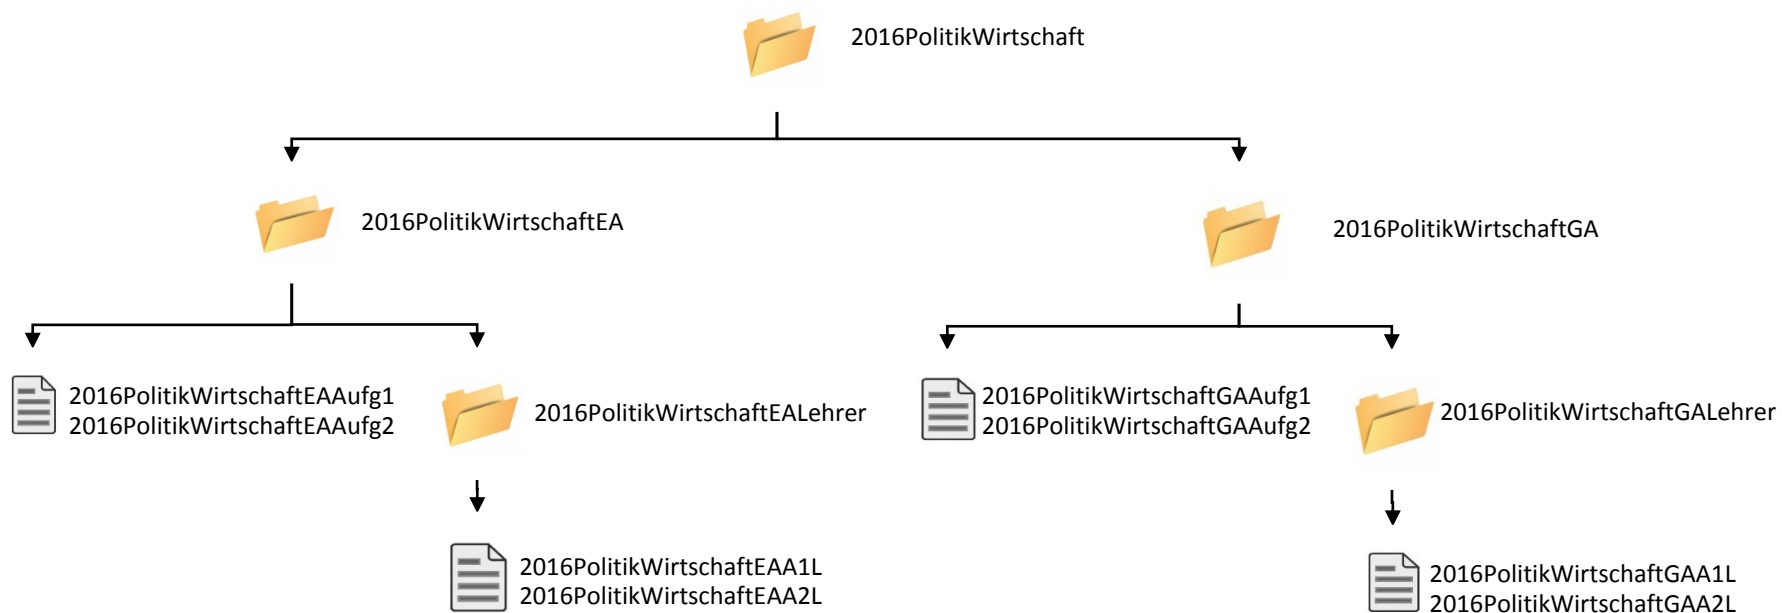 2016PolitikWirtschaft
2016PolitikWirtschaftEA
2016PolitikWirtschaftGA
2016PolitikWirtschaftEAAufg1
2016PolitikWirtschaftEAAufg2
2016PolitikWirtschaftEALehrer
2016PolitikWirtschaftGAAufg1
2016PolitikWirtschaftGAAufg2
2016PolitikWirtschaftGALehrer
2016PolitikWirtschaftEAA1L
2016PolitikWirtschaftEAA2L
2016PolitikWirtschaftGAA1L
2016PolitikWirtschaftGAA2L